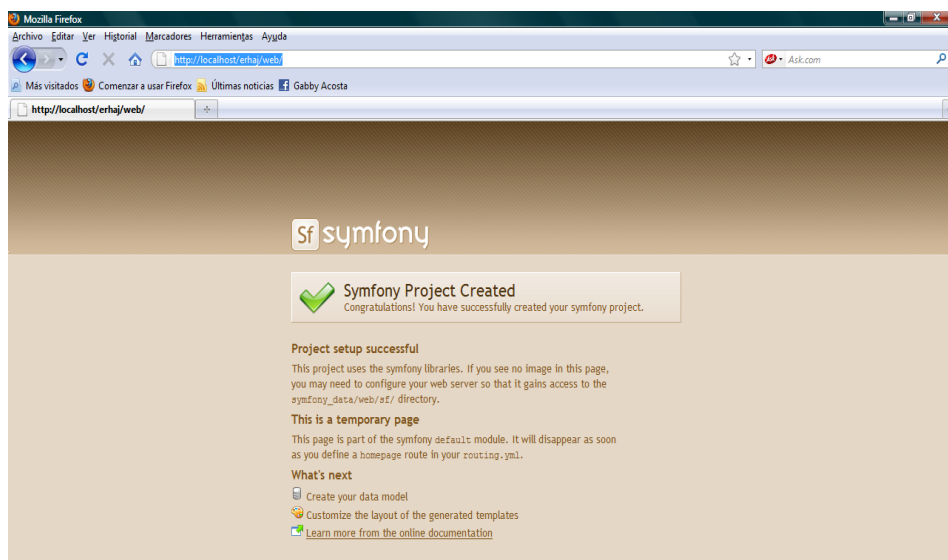 Mozilla Firefox
Archivo Editar Ver Historial Marcadores Herramientas Ayuda
http://localhost/erhaj/web/
Ask.com
Más visitados Comenzar a usar Firefox Últimas noticias Gabby Acosta
http://localhost/erhaj/web/
Sf symfony
Symfony Project Created
Congratulations! You have successfully created your symfony project.
Project setup successful
This project uses the symfony libraries. If you see no image in this page,
you may need to configure your web server so that it gains access to the
symfony_data/web/sf/ directory.
This is a temporary page
This page is part of the symfony default module. It will disappear as soon
as you define a homepage route in your routing.yml.
What's next
Create your data model
Customize the layout of the generated templates
Learn more from the online documentation